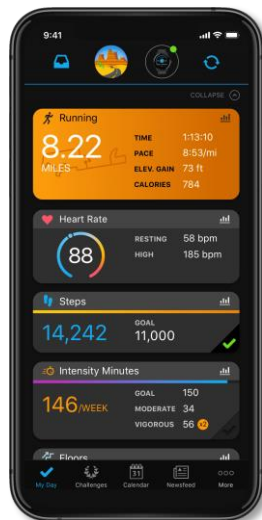 9:41
COLLAPSE
Running
8.22
MILES
TIME 1:13:10
PACE 8:53/mi
ELEV. GAIN 73 ft
CALORIES 784
Heart Rate
88
RESTING 58 bpm
HIGH 185 bpm
Steps
14,242
GOAL
11,000
Intensity Minutes
146/WEEK
GOAL 150
MODERATE 34
VIGOROUS 56 x2
Floors
31
My Day Challenges Calendar Newsfeed More